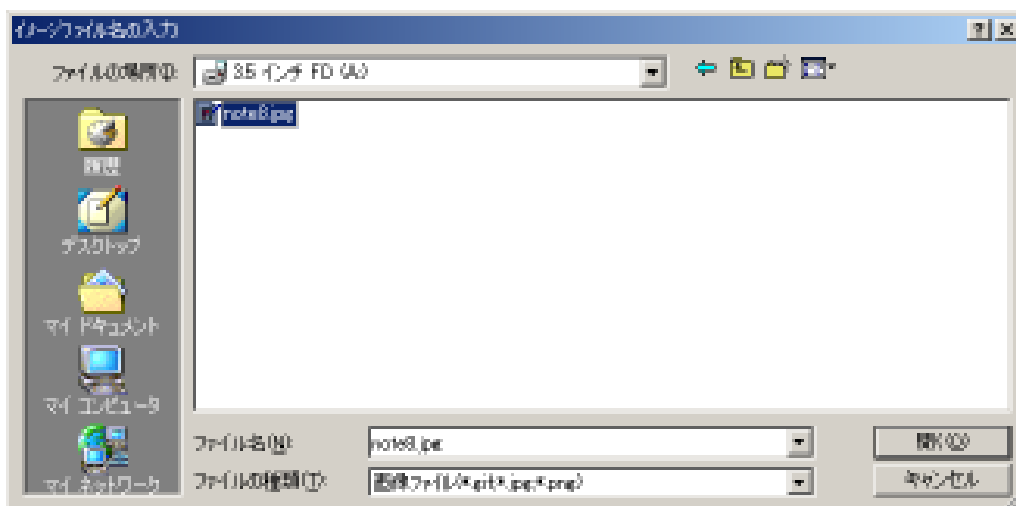 イメージファイル名の入力
ファイルの場所(I):
3.5 インチ FD (A:)
note8.jpg
履歴
デスクトップ
マイ ドキュメント
マイ コンピュータ
マイ ネットワーク
ファイル名(N):
note8.jpg
開く(O)
ファイルの種類(T):
画像ファイル(*.gif;*.jpg;*.png)
キャンセル